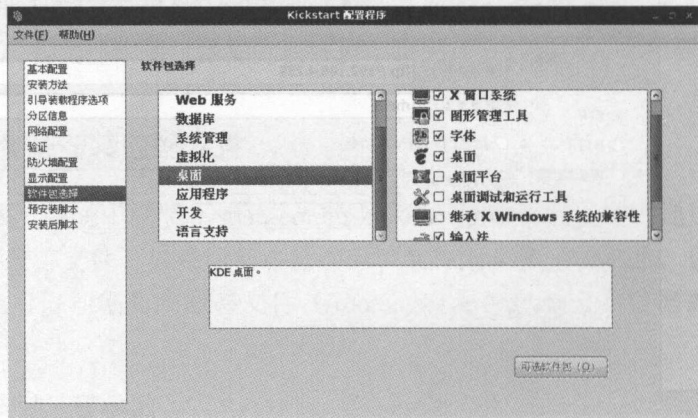 Kickstart 配置程序
文件(F) 帮助(H)
基本配置
安装方法
引导装载程序选项
分区信息
网络配置
验证
防火墙配置
显示配置
软件包选择
预安装脚本
安装后脚本
软件包选择
Web 服务
数据库
系统管理
虚拟化
桌面
应用程序
开发
语言支持
X 窗口系统
图形管理工具
字体
桌面
桌面平台
桌面调试和运行工具
继承 X Windows 系统的兼容性
输入法
KDE 桌面。
可选软件包 (O)